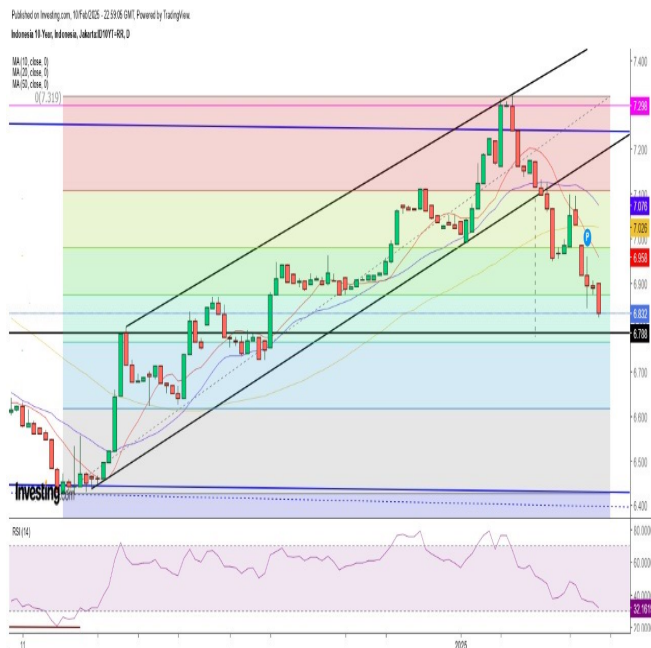 Published on Investing.com, 10/Feb/2025 - 22:59:05 GMT, Powered by TradingView.
Indonesia 10-Year, Indonesia, Jakarta:ID10YT=RR, D
MA (10, close, 0)
MA (20, close, 0)
MA (50, close, 0)
0(7.319)
7.400
7.298
7.200
7.100
7.076
7.026
7.000
6.958
6.900
6.832
6.788
6.700
6.600
6.500
6.400
P
Investing.com
RSI (14)
80.0000
60.0000
40.0000
32.1611
20.0000
11
2025